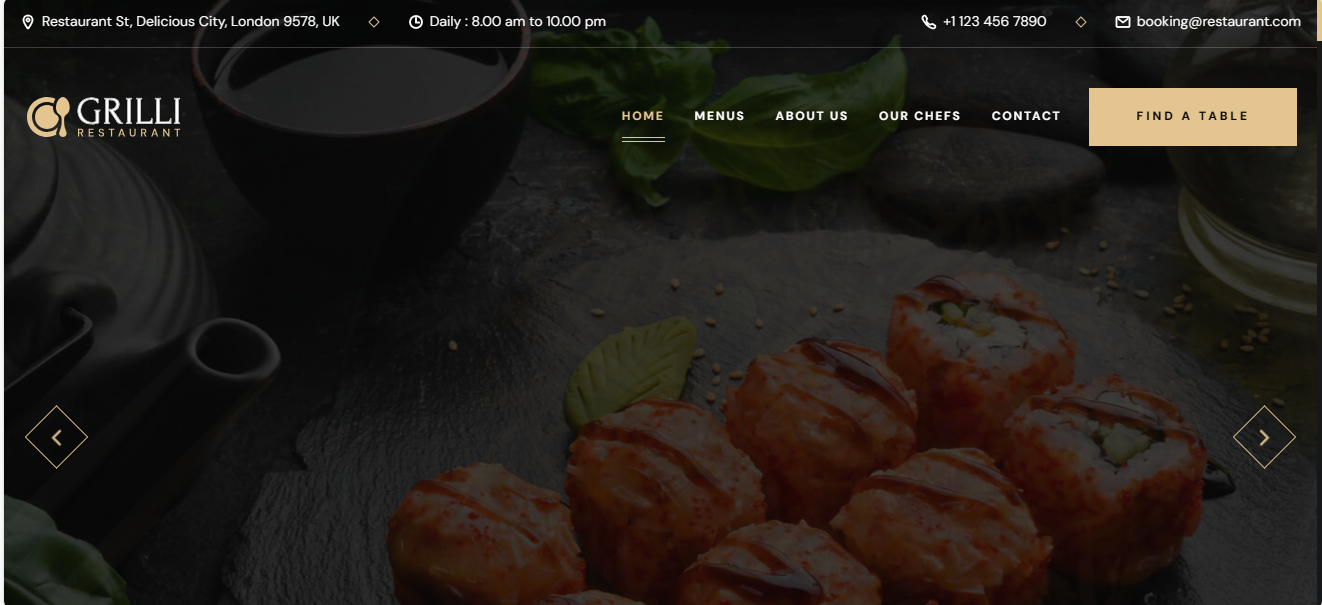 Restaurant St, Delicious City, London 9578, UK
Daily : 8.00 am to 10.00 pm
+1 123 456 7890
booking@restaurant.com
GRILLI
RESTAURANT
HOME
MENUS
ABOUT US
OUR CHEFS
CONTACT
FIND A TABLE